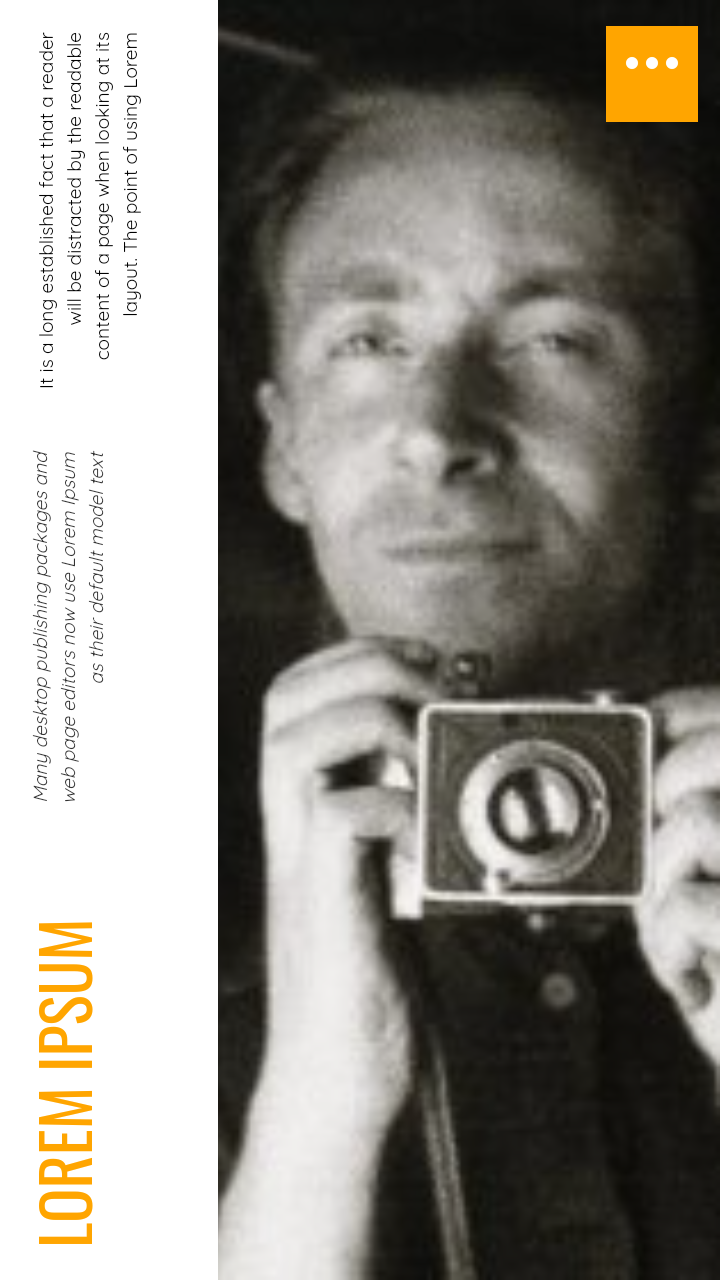 LOREM IPSUM
Many desktop publishing packages and
web page editors now use Lorem Ipsum
as their default model text
It is a long established fact that a reader
will be distracted by the readable
content of a page when looking at its
layout. The point of using Lorem